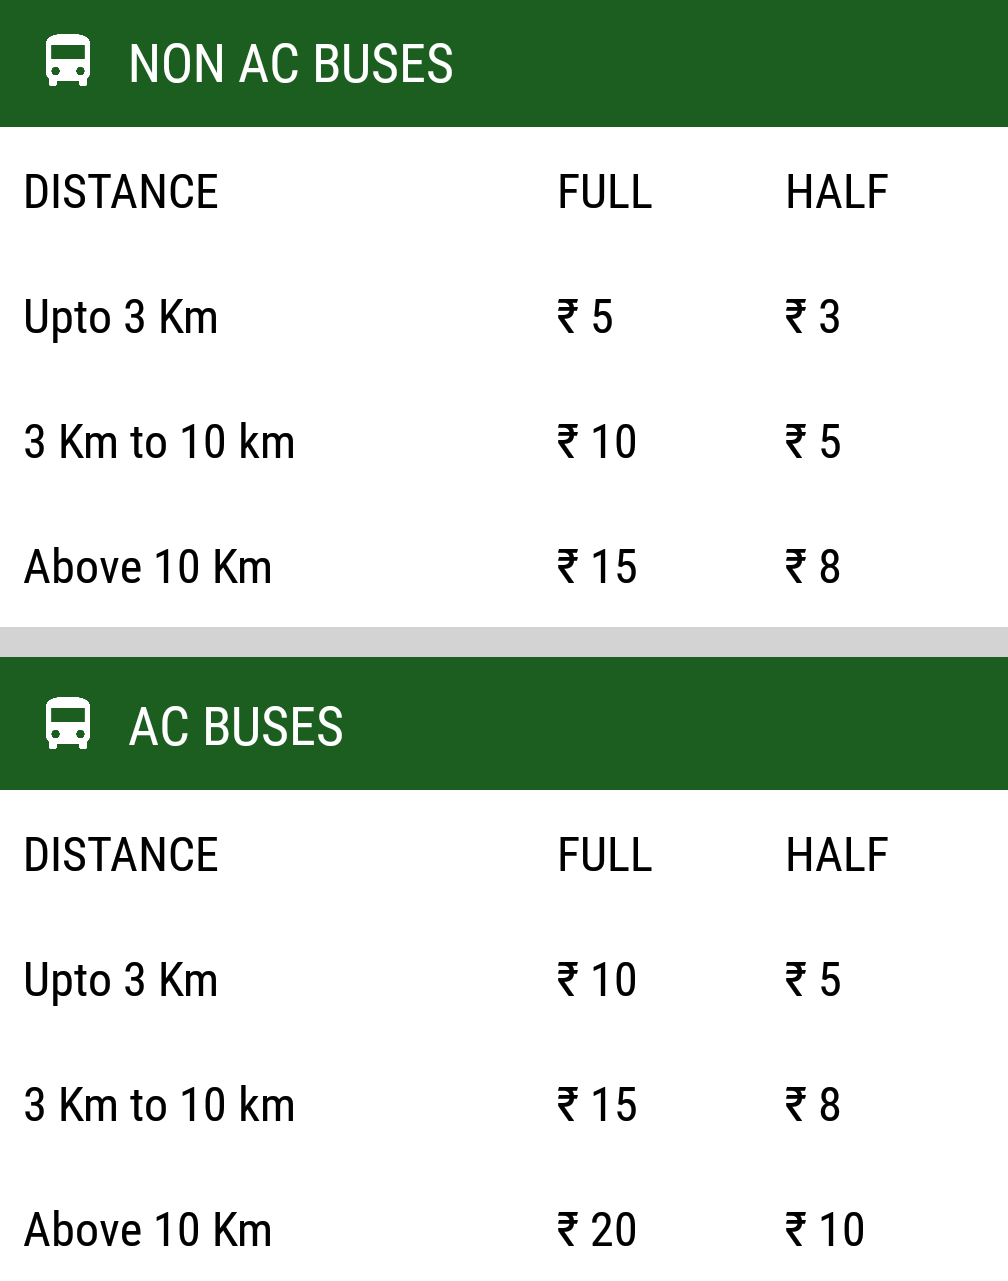 NON AC BUSES
DISTANCE FULL HALF
Upto 3 Km ₹ 5 ₹ 3
3 Km to 10 km ₹ 10 ₹ 5
Above 10 Km ₹ 15 ₹ 8
AC BUSES
DISTANCE FULL HALF
Upto 3 Km ₹ 10 ₹ 5
3 Km to 10 km ₹ 15 ₹ 8
Above 10 Km ₹ 20 ₹ 10